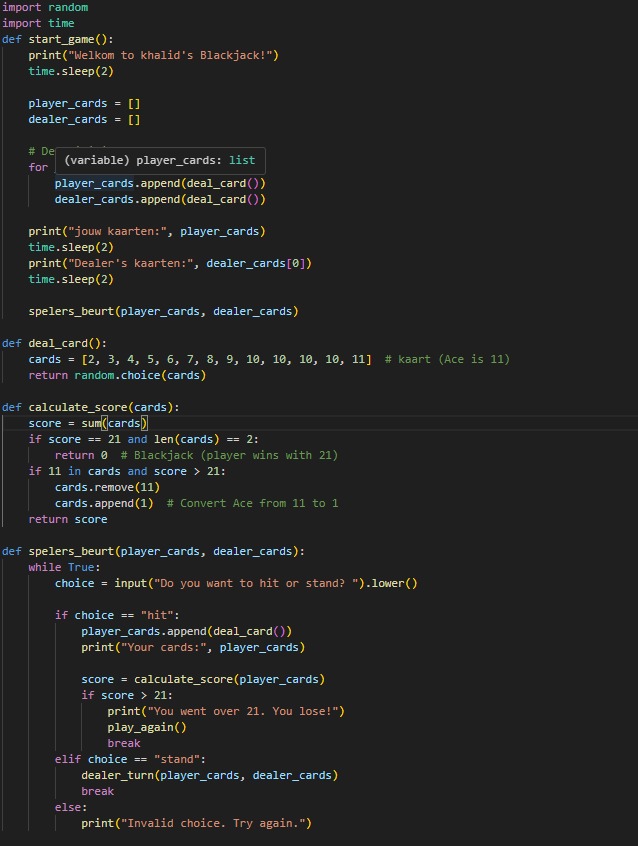 import random
import time
def start_game():
    print("Welkom to khalid's Blackjack!")
    time.sleep(2)

    player_cards = []
    dealer_cards = []

    # De
(variable) player_cards: list
    for
        player_cards.append(deal_card())
        dealer_cards.append(deal_card())

    print("jouw kaarten:", player_cards)
    time.sleep(2)
    print("Dealer's kaarten:", dealer_cards[0])
    time.sleep(2)

    spelers_beurt(player_cards, dealer_cards)

def deal_card():
    cards = [2, 3, 4, 5, 6, 7, 8, 9, 10, 10, 10, 10, 11]  # kaart (Ace is 11)
    return random.choice(cards)

def calculate_score(cards):
    score = sum(cards)
    if score == 21 and len(cards) == 2:
        return 0  # Blackjack (player wins with 21)
    if 11 in cards and score > 21:
        cards.remove(11)
        cards.append(1)  # Convert Ace from 11 to 1
    return score

def spelers_beurt(player_cards, dealer_cards):
    while True:
        choice = input("Do you want to hit or stand? ").lower()

        if choice == "hit":
            player_cards.append(deal_card())
            print("Your cards:", player_cards)

            score = calculate_score(player_cards)
            if score > 21:
                print("You went over 21. You lose!")
                play_again()
                break
        elif choice == "stand":
            dealer_turn(player_cards, dealer_cards)
            break
        else:
            print("Invalid choice. Try again.")